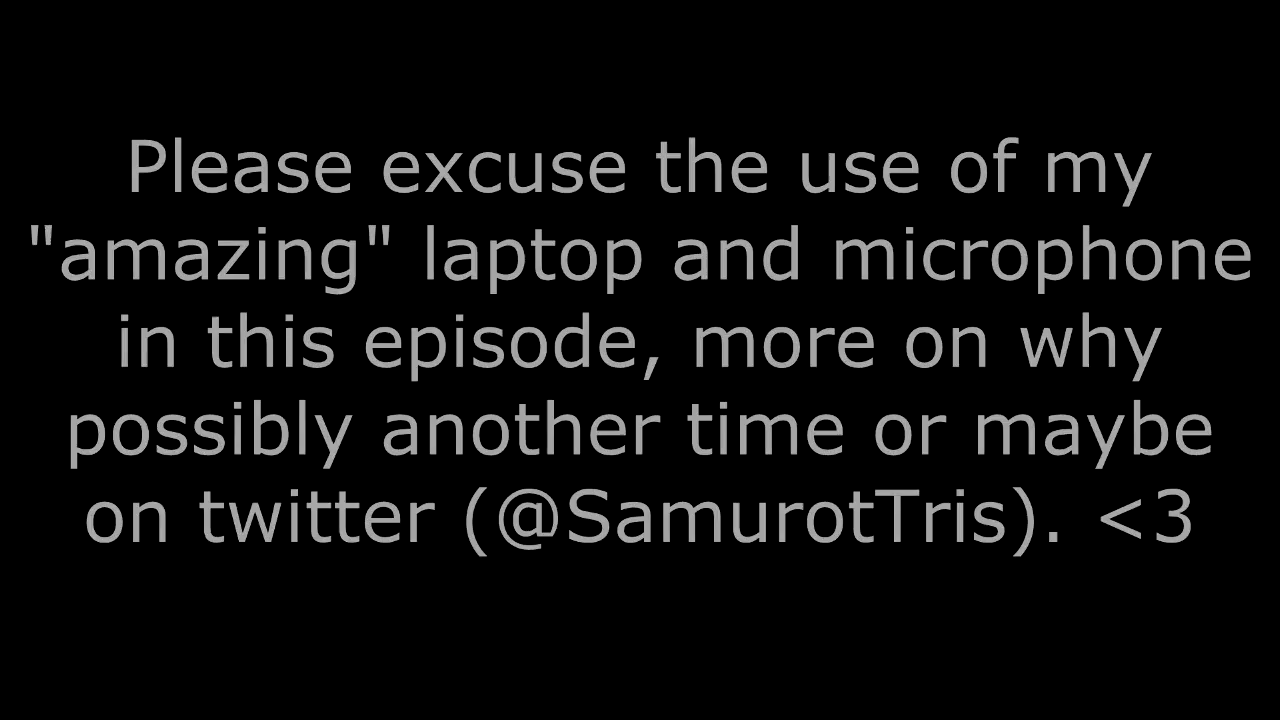 Please excuse the use of my
"amazing" laptop and microphone
in this episode, more on why
possibly another time or maybe
on twitter (@SamurotTris). <3